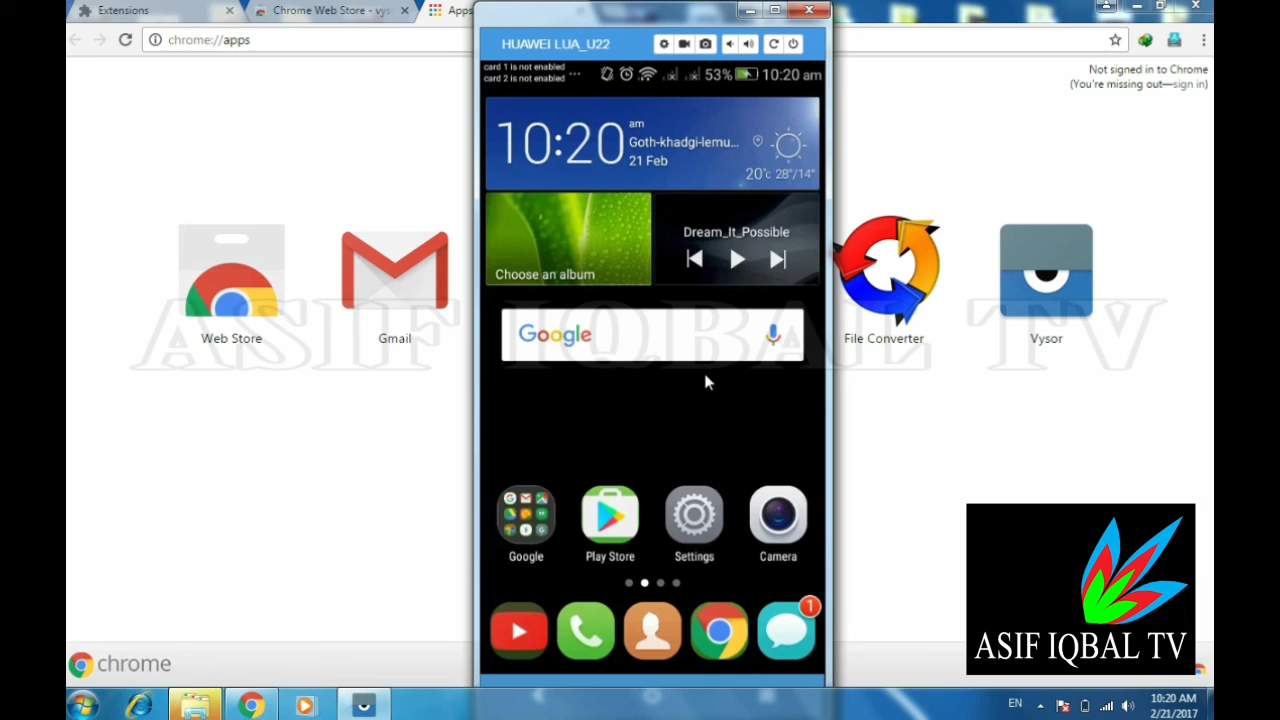 Extensions
Chrome Web Store - vys
Apps
chrome://apps
Not signed in to Chrome
(You're missing out—sign in)
HUAWEI LUA_U22
card 1 is not enabled
card 2 is not enabled ...
53%
10:20 am
10:20
am
Goth-khadgi-lemu...
21 Feb
20°c 28°/14°
Choose an album
Dream_It_Possible
Google
Web Store
Gmail
File Converter
Vysor
ASIF IQBAL TV
Google
Play Store
Settings
Camera
1
ASIF IQBAL TV
chrome
EN
10:20 AM
2/21/2017